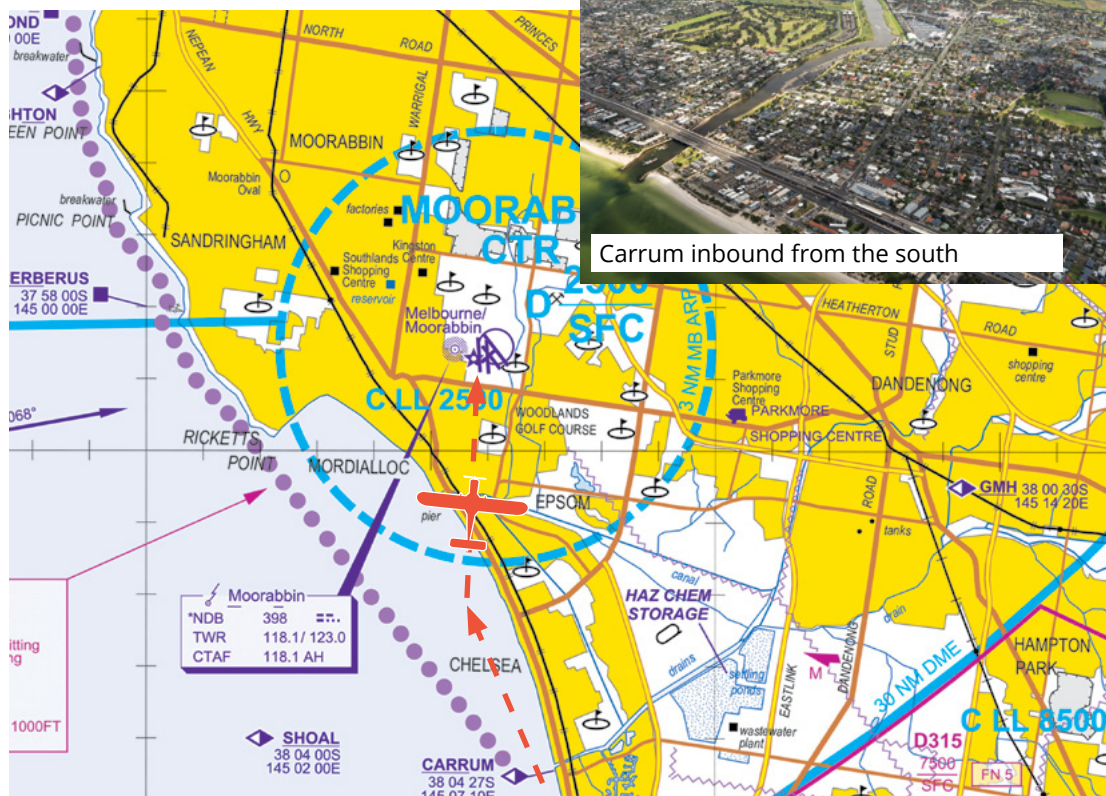 OND
00E
breakwater
NEPEAN
HWY
NORTH ROAD
PRINCES
WARRIGAL
HTON
EEN POINT
MOORABBIN
Moorabbin
Oval
breakwater
PICNIC POINT
factories
SANDRINGHAM
Southlands
Shopping
Centre
Kingston
Centre
reservoir
MOORAB
CTR
D
2500
SFC
Carrum inbound from the south
ERBERUS
37 58 00S
145 00 00E
Melbourne/
Moorabbin
3 NM MB ARP
HEATHERTON ROAD
STUD
shopping
centre
Parkmore
Shopping
Centre
PARKMORE
SHOPPING CENTRE
DANDENONG
068°
C LL 2500
WOODLANDS
GOLF COURSE
RICKETTS
POINT
MORDIALLOC
pier
EPSOM
GMH 38 00 30S
145 14 20E
ROAD
tanks
canal
HAZ CHEM
STORAGE
drain
Moorabbin
*NDB 398
TWR 118.1 / 123.0
CTAF 118.1 AH
itting
ng
1000FT
CHELSEA
drains
settling
ponds
EASTLINK
M
DANDENONG
HAMPTON
PARK
30 NM DME
wastewater
plant
C LL 8500
D315
7500
SFC
FN 5
SHOAL
38 04 00S
145 02 00E
CARRUM
38 04 27S
145 07 10E